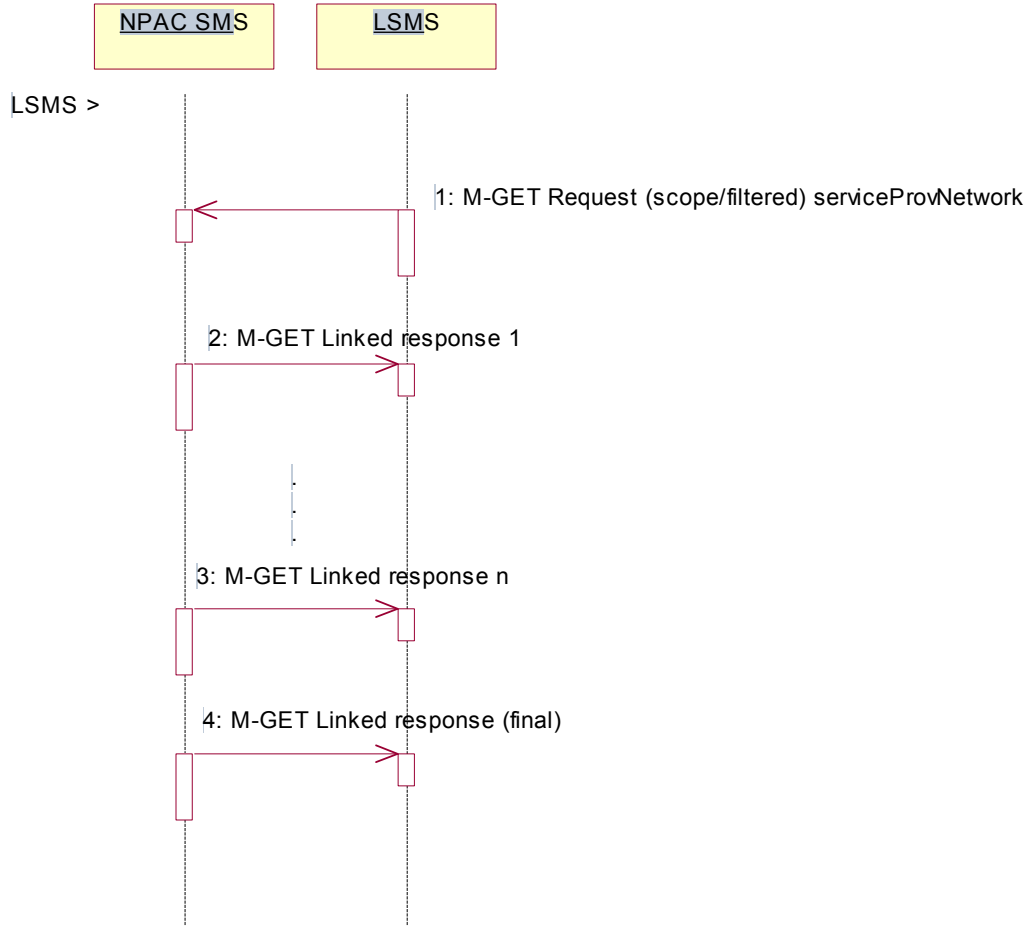 NPAC SMS
LSMS
LSMS >
1: M-GET Request (scope/filtered) serviceProvNetwork
2: M-GET Linked response 1
.
.
.
3: M-GET Linked response n
4: M-GET Linked response (final)